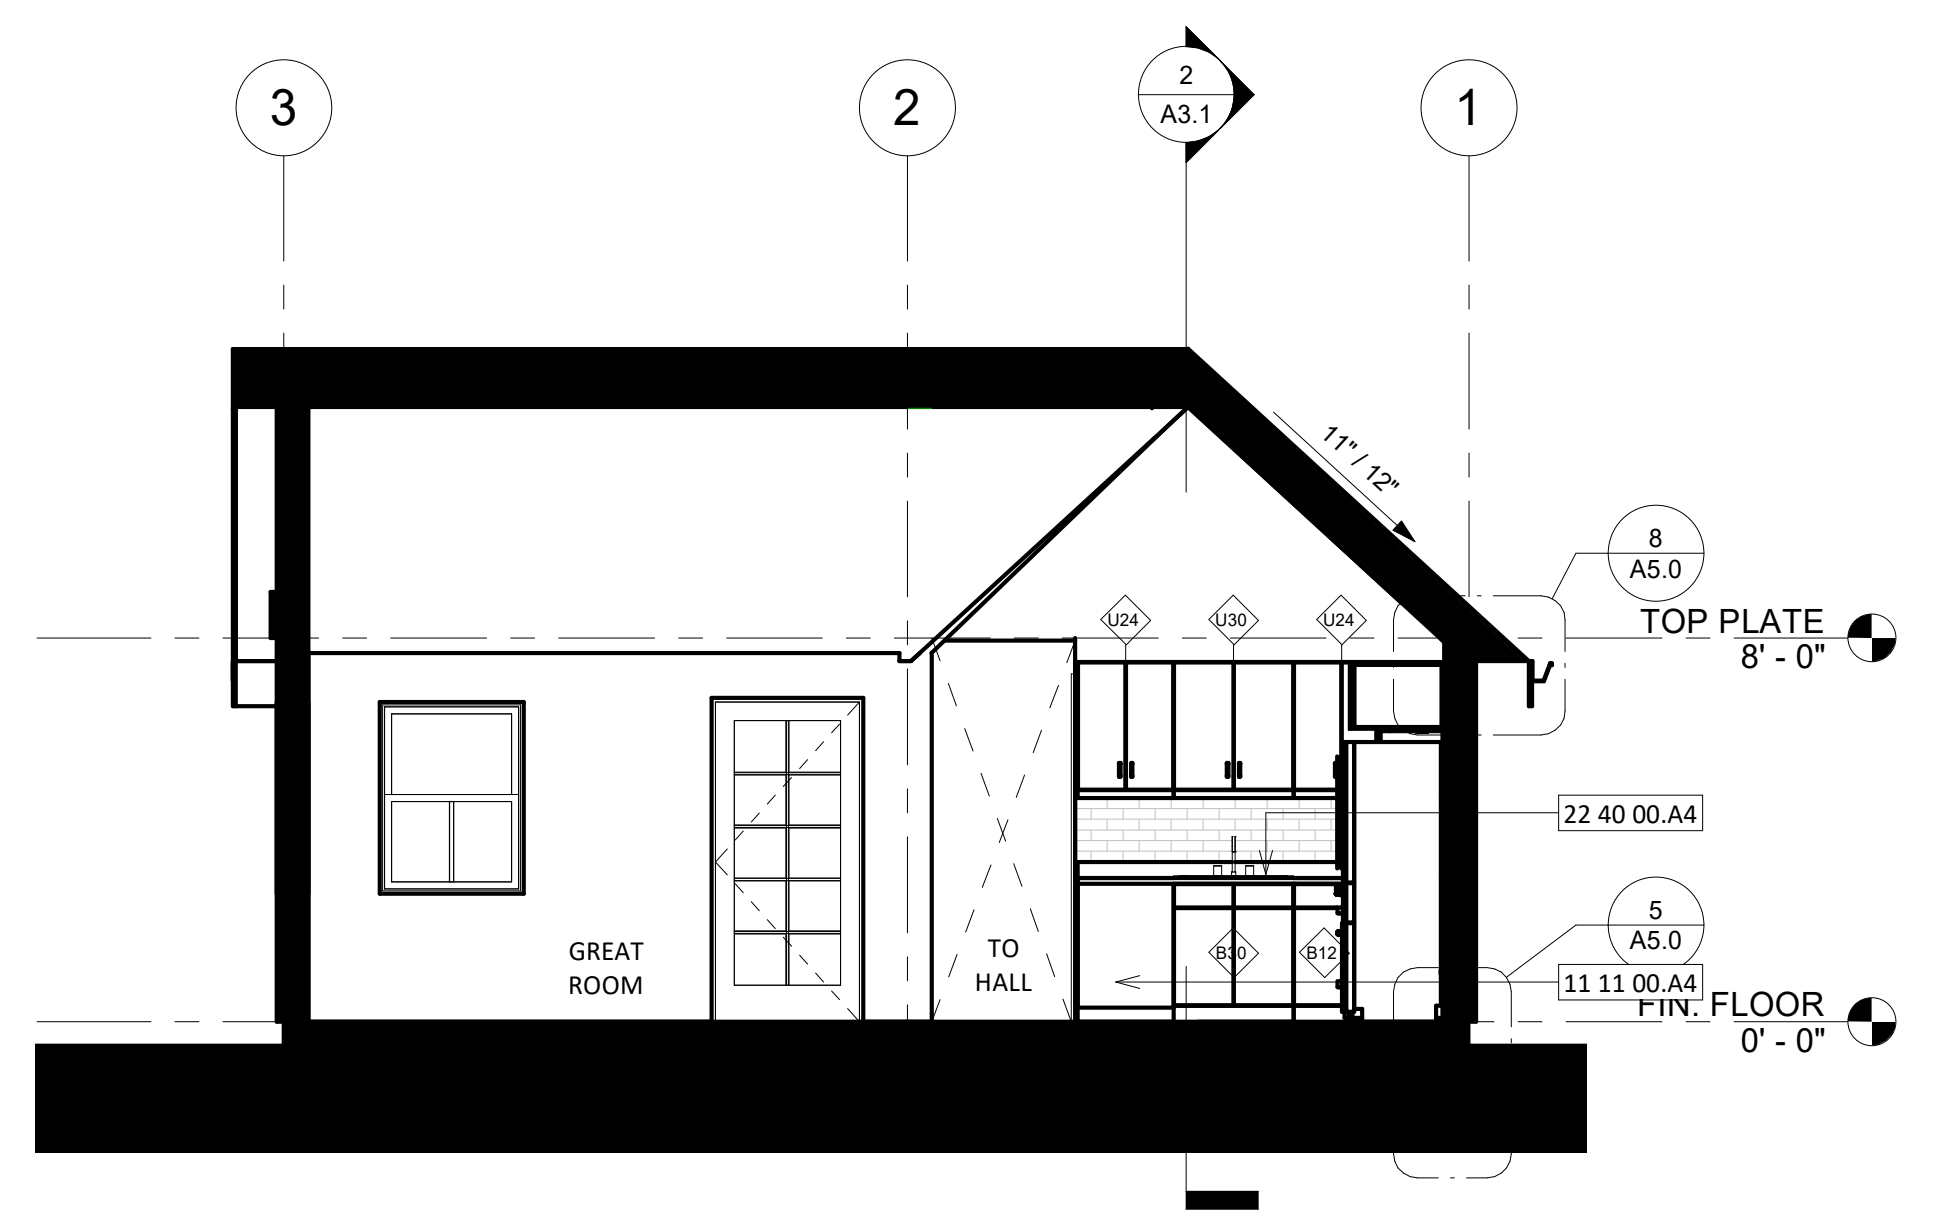 3
2
2
A3.1
1
11" / 12"
8
A5.0
U24
U30
U24
TOP PLATE
8' - 0"
22 40 00.A4
5
A5.0
GREAT
ROOM
TO
HALL
B30
B12
11 11 00.A4
FIN. FLOOR
0' - 0"